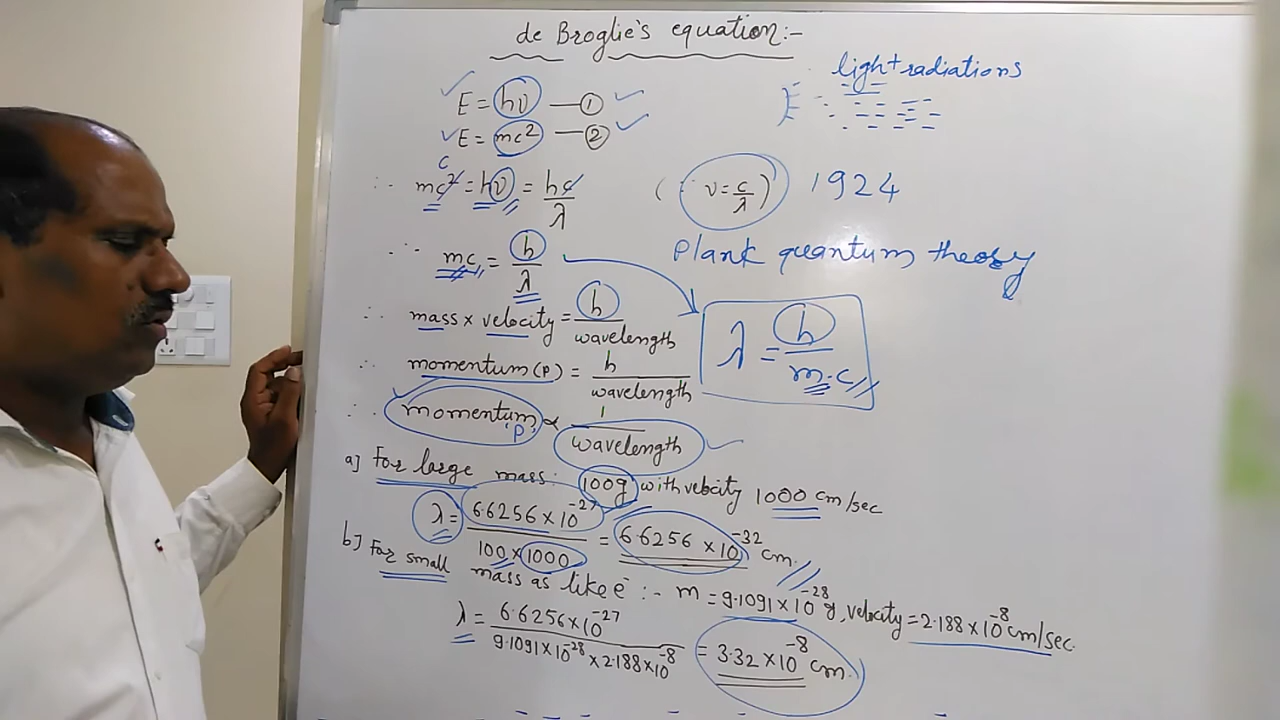 de Broglie's equation:-
light + radiations
E = hν —①
E = mc² —②
∴ mc² = hν = hc/λ (∵ ν = c/λ) 1924
c
∴ mc = h/λ
Plank quantum theory
∴ mass x velocity = h/wavelength
λ = h/m.c
∴ momentum (p) = h/wavelength
∴ momentum 'p' ∝ 1/wavelength
a] For large mass: 100g with velocity 1000 cm/sec
λ = 6.6256 x 10⁻²⁷/100 x 1000 = 6.6256 x 10⁻³² cm.
b] For small mass as like e⁻ :- m = 9.1091 x 10⁻²⁸ g, velocity = 2.188 x 10⁻⁸ cm/sec.
λ = 6.6256 x 10⁻²⁷/9.1091 x 10⁻²⁸ x 2.188 x 10⁻⁸ = 3.32 x 10⁻⁸ cm.